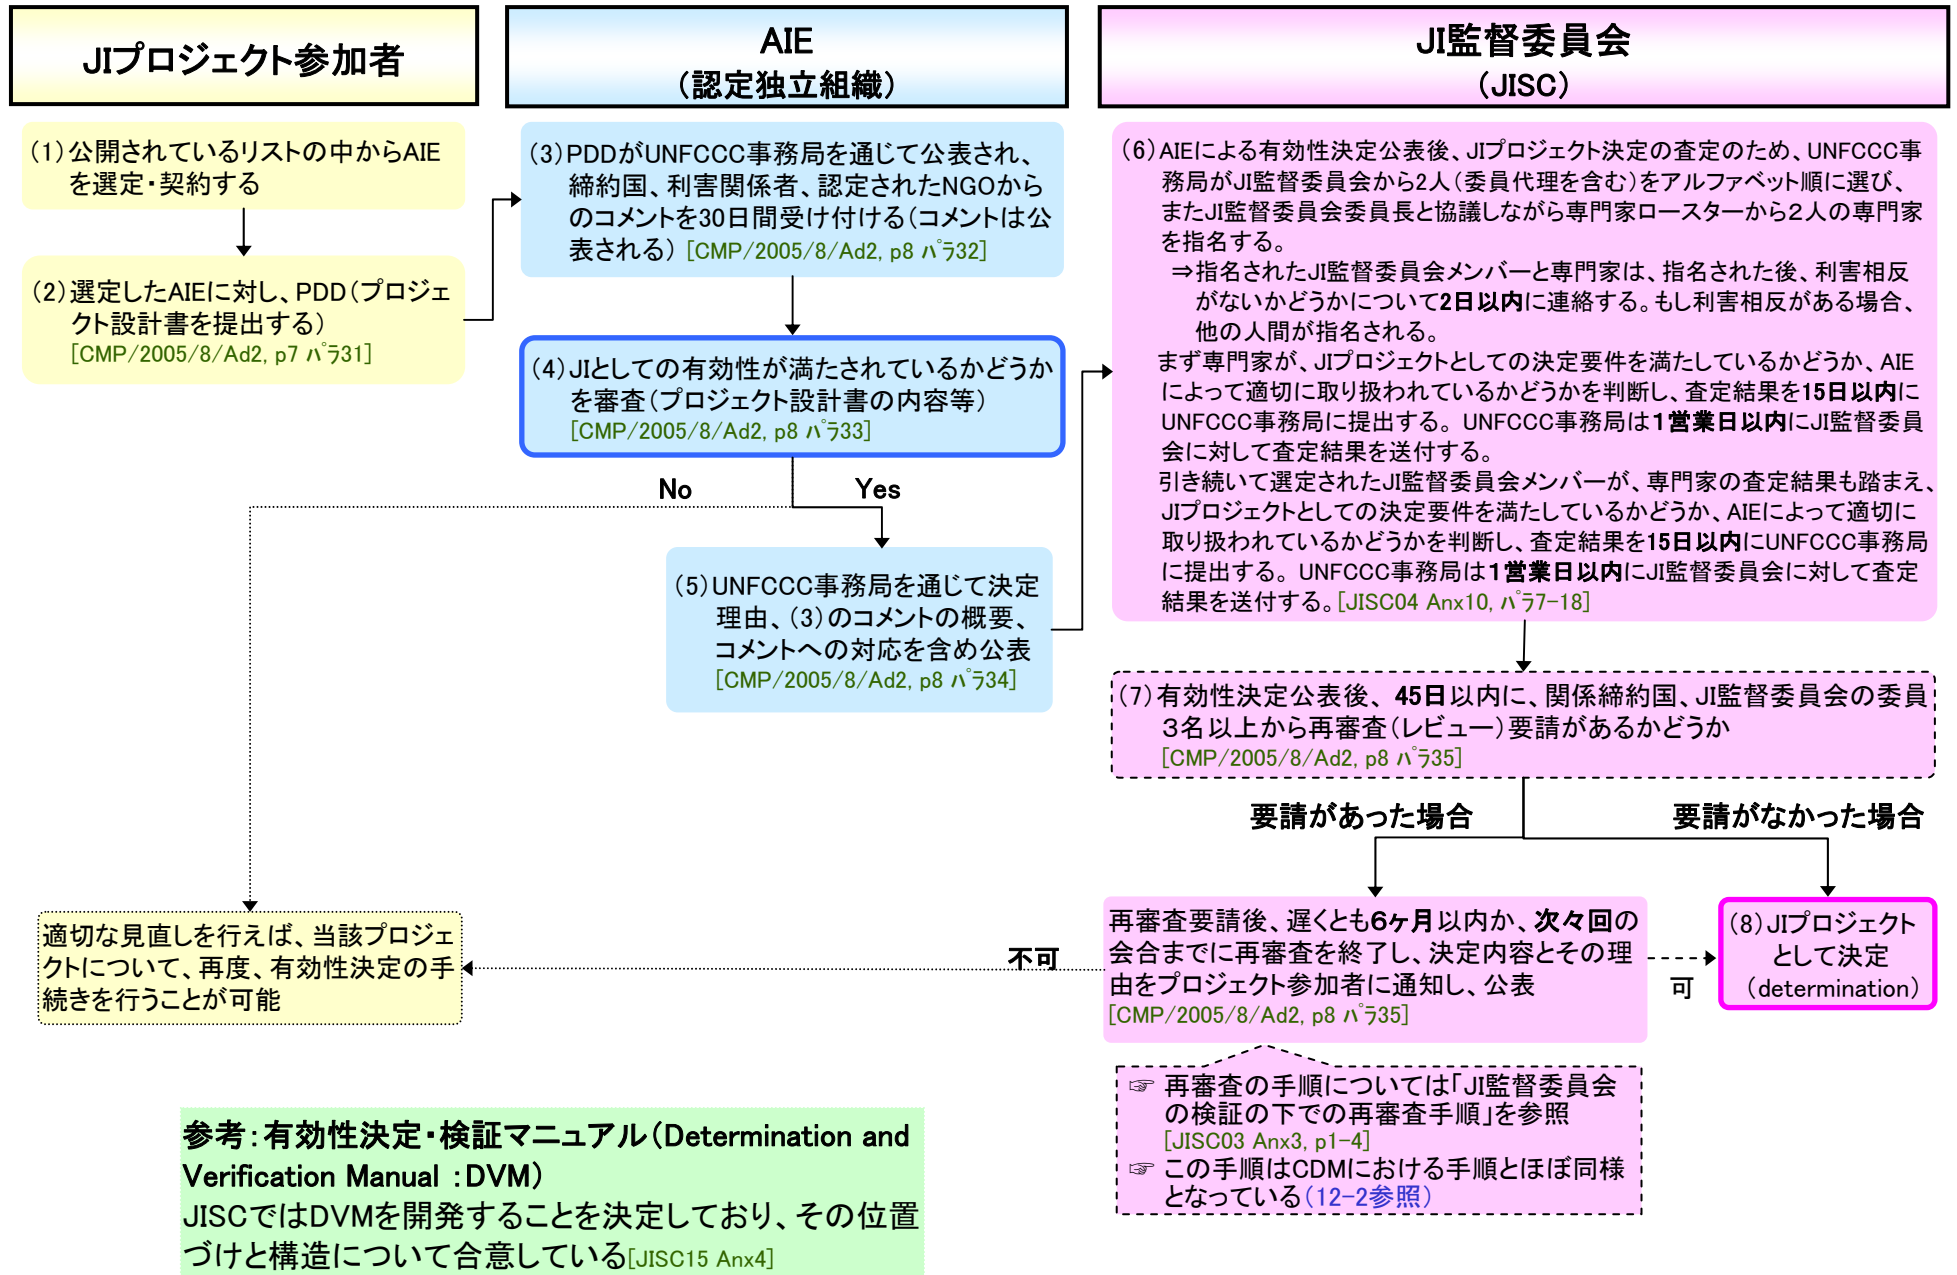 JIプロジェクト参加者
(1)公開されているリストの中からAIE
を選定・契約する
(2)選定したAIEに対し、PDD(プロジェ
クト設計書を提出する)
[CMP/2005/8/Ad2, p7 パラ31]
AIE
(認定独立組織)
(3)PDDがUNFCCC事務局を通じて公表され、
締約国、利害関係者、認定されたNGOから
のコメントを30日間受け付ける(コメントは公
表される) [CMP/2005/8/Ad2, p8 パラ32]
(4)JIとしての有効性が満たされているかどうか
を審査(プロジェクト設計書の内容等)
[CMP/2005/8/Ad2, p8 パラ33]
No
Yes
(5)UNFCCC事務局を通じて決定
理由、(3)のコメントの概要、
コメントへの対応を含め公表
[CMP/2005/8/Ad2, p8 パラ34]
JI監督委員会
(JISC)
(6)AIEによる有効性決定公表後、JIプロジェクト決定の査定のため、UNFCCC事
務局がJI監督委員会から2人(委員代理を含む)をアルファベット順に選び、
またJI監督委員会委員長と協議しながら専門家ロースターから2人の専門家
を指名する。
⇒指名されたJI監督委員会メンバーと専門家は、指名された後、利害相反
がないかどうかについて2日以内に連絡する。もし利害相反がある場合、
他の人間が指名される。
まず専門家が、JIプロジェクトとしての決定要件を満たしているかどうか、AIE
によって適切に取り扱われているかどうかを判断し、査定結果を15日以内に
UNFCCC事務局に提出する。UNFCCC事務局は1営業日以内にJI監督委員
会に対して査定結果を送付する。
引き続いて選定されたJI監督委員会メンバーが、専門家の査定結果も踏まえ、
JIプロジェクトとしての決定要件を満たしているかどうか、AIEによって適切に
取り扱われているかどうかを判断し、査定結果を15日以内にUNFCCC事務局
に提出する。UNFCCC事務局は1営業日以内にJI監督委員会に対して査定
結果を送付する。[JISC04 Anx10, パラ7-18]
(7)有効性決定公表後、45日以内に、関係締約国、JI監督委員会の委員
3名以上から再審査(レビュー)要請があるかどうか
[CMP/2005/8/Ad2, p8 パラ35]
要請があった場合
要請がなかった場合
再審査要請後、遅くとも6ヶ月以内か、次々回の
会合までに再審査を終了し、決定内容とその理
由をプロジェクト参加者に通知し、公表
[CMP/2005/8/Ad2, p8 パラ35]
不可
可
(8)JIプロジェクト
として決定
(determination)
適切な見直しを行えば、当該プロジェ
クトについて、再度、有効性決定の手
続きを行うことが可能
☞ 再審査の手順については「JI監督委員会
の検証の下での再審査手順」を参照
[JISC03 Anx3, p1-4]
☞ この手順はCDMにおける手順とほぼ同様
となっている(12-2参照)
参考:有効性決定・検証マニュアル(Determination and
Verification Manual :DVM)
JISCではDVMを開発することを決定しており、その位置
づけと構造について合意している[JISC15 Anx4]